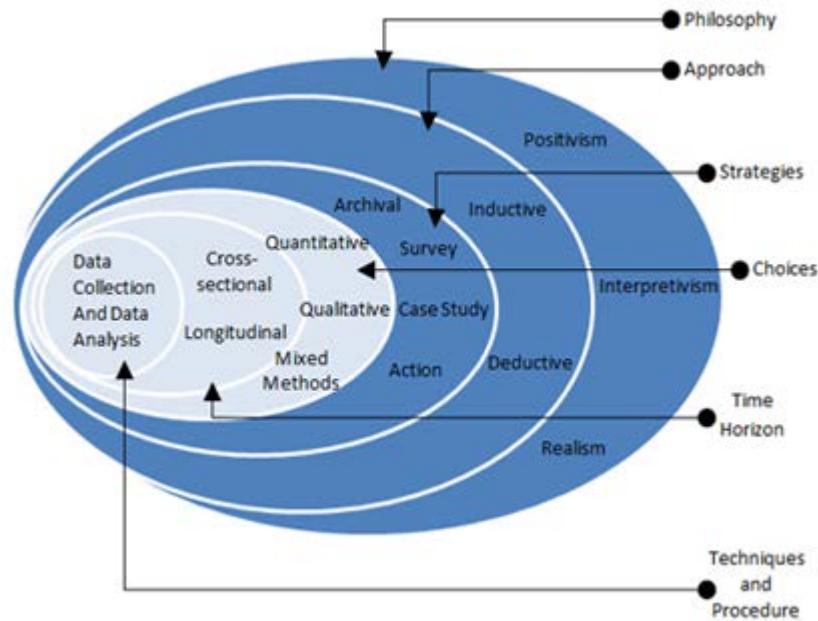 Philosophy
Approach
Positivism
Strategies
Archival
Inductive
Quantitative
Survey
Cross-
sectional
Data
Collection
And Data
Analysis
Choices
Interpretivism
Qualitative
Case Study
Longitudinal
Mixed
Methods
Action
Deductive
Time
Horizon
Realism
Techniques
and
Procedure